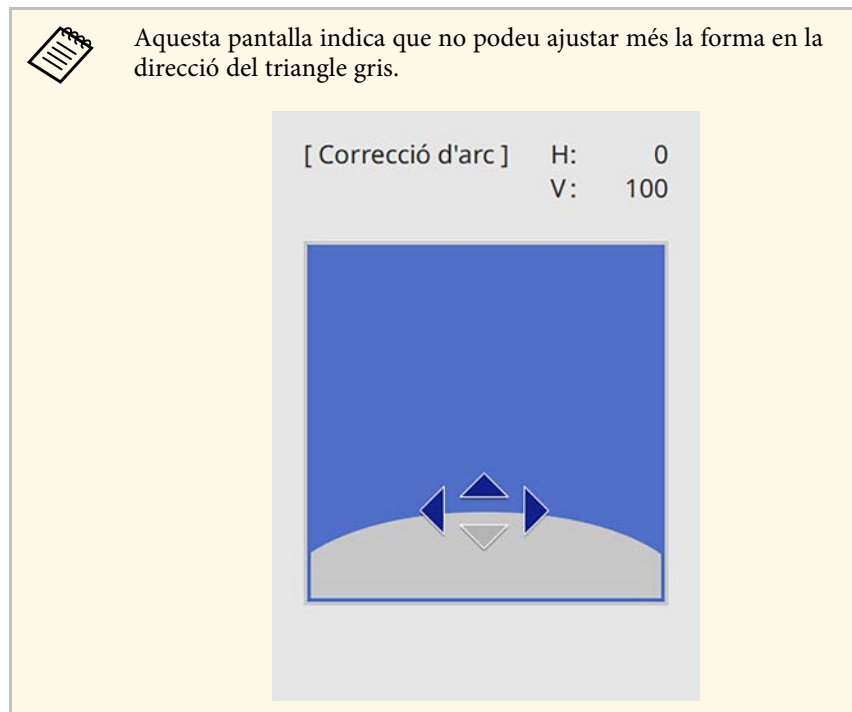 Aquesta pantalla indica que no podeu ajustar més la forma en la
direcció del triangle gris.
[ Correcció d'arc ] H: 0
V: 100